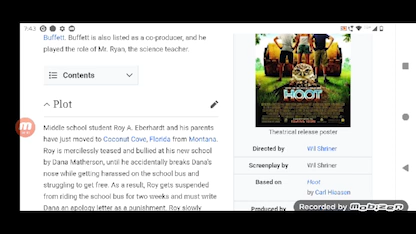 7:43
Buffett. Buffett is also listed as a co-producer, and he
played the role of Mr. Ryan, the science teacher.
Contents
Plot
Middle school student Roy A. Eberhardt and his parents
have just moved to Coconut Cove, Florida from Montana.
Roy is mercilessly teased and bullied at his new school
by Dana Matherson, until he accidentally breaks Dana's
nose while getting harassed on the school bus and
struggling to get free. As a result, Roy gets suspended
from riding the school bus for two weeks and must write
Dana an apology letter as a punishment. Roy slowly
HOOT
Theatrical release poster
Directed by Wil Shriner
Screenplay by Wil Shriner
Based on Hoot
by Carl Hiaasen
Produced by
Recorded by Mobizen